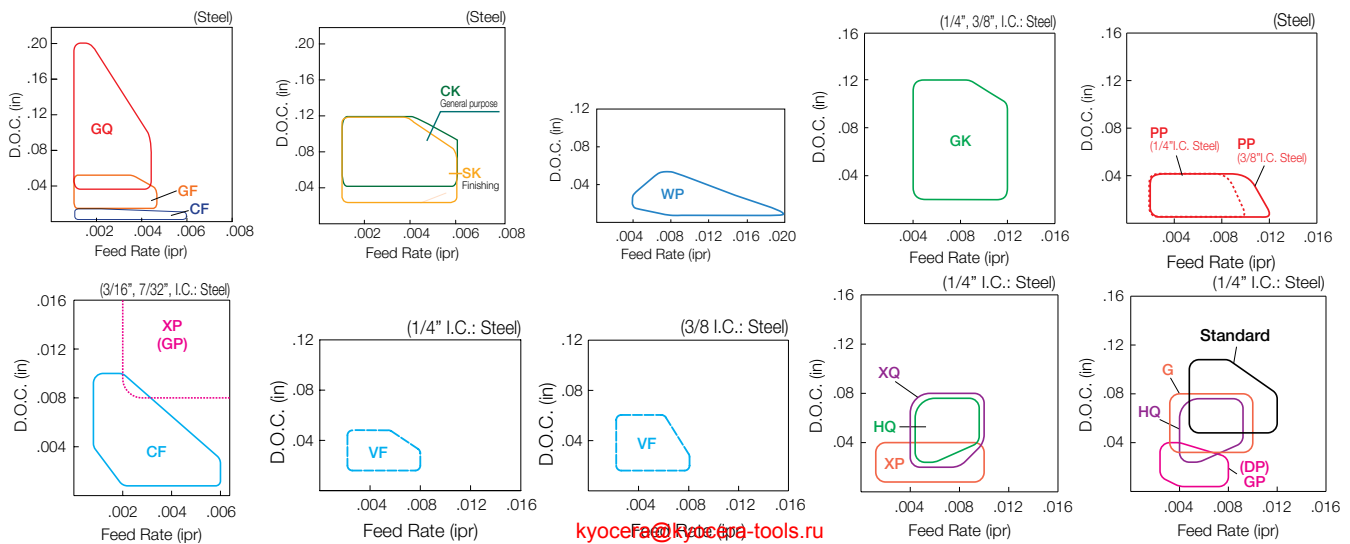 (Steel)
.20
.16
.12
.08
.04
D.O.C. (in)
GQ
GF
CF
.002 .004 .006 .008
Feed Rate (ipr)
(Steel)
.20
.16
.12
.08
.04
D.O.C. (in)
CK
General purpose
SK
Finishing
.002 .004 .006 .008
Feed Rate (ipr)
.12
.08
.04
D.O.C. (in)
WP
.004 .008 .012 .016 .020
Feed Rate (ipr)
(1/4”, 3/8”, I.C.: Steel)
.16
.12
.08
.04
D.O.C. (in)
GK
.004 .008 .012 .016
Feed Rate (ipr)
(Steel)
.16
.12
.08
.04
D.O.C. (in)
PP
(1/4”I.C. Steel)
PP
(3/8”I.C. Steel)
.004 .008 .012 .016
Feed Rate (ipr)
(3/16”, 7/32”, I.C.: Steel)
.016
.012
.008
.004
D.O.C. (in)
XP
(GP)
CF
.002 .004 .006
Feed Rate (ipr)
(1/4” I.C.: Steel)
.12
.08
.04
D.O.C. (in)
VF
.004 .008 .012 .016
Feed Rate (ipr)
(3/8 I.C.: Steel)
.12
.08
.04
D.O.C. (in)
VF
.004 .008 .012 .016
Feed Rate (ipr)
(1/4” I.C.: Steel)
.16
.12
.08
.04
D.O.C. (in)
XQ
HQ
XP
.004 .008 .012 .016
Feed Rate (ipr)
(1/4” I.C.: Steel)
.16
.12
.08
.04
D.O.C. (in)
Standard
G
HQ
(DP)
GP
.004 .008 .012 .016
Feed Rate (ipr)
kyocera@kyocera-tools.ru